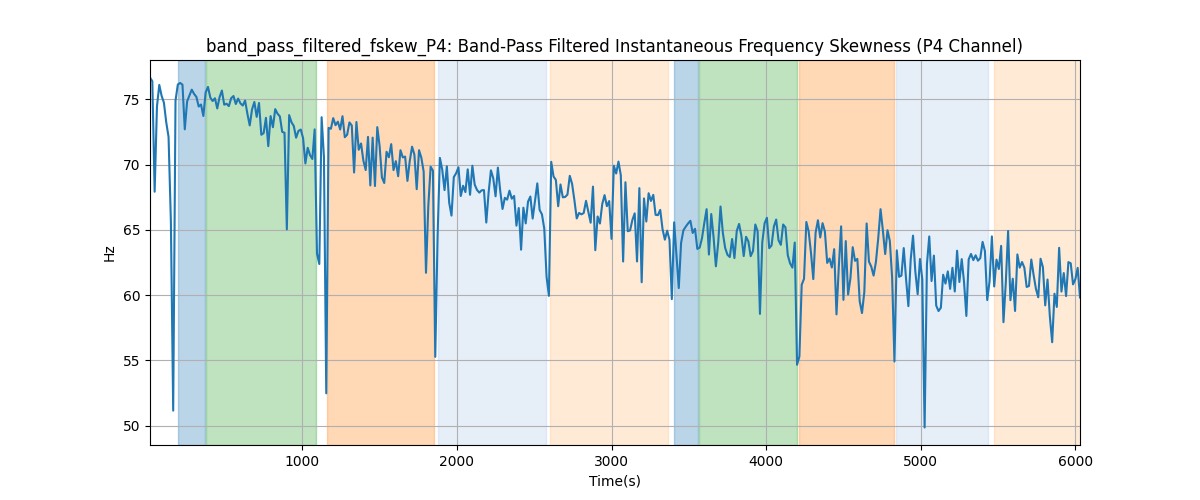 band_pass_filtered_fskew_P4: Band-Pass Filtered Instantaneous Frequency Skewness (P4 Channel)
75
70
65
60
55
50
Hz
1000 2000 3000 4000 5000 6000
Time(s)